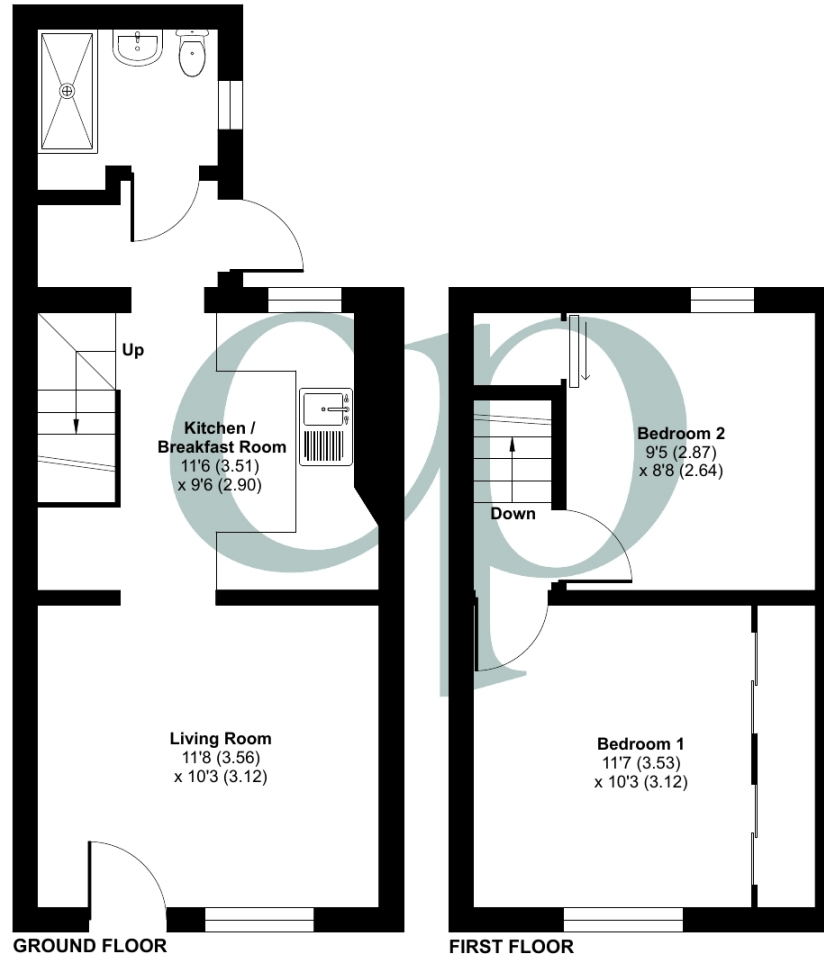 Up
Kitchen /
Breakfast Room
11'6 (3.51)
x 9'6 (2.90)
Living Room
11'8 (3.56)
x 10'3 (3.12)
GROUND FLOOR
Bedroom 2
9'5 (2.87)
x 8'8 (2.64)
Down
Bedroom 1
11'7 (3.53)
x 10'3 (3.12)
FIRST FLOOR
op